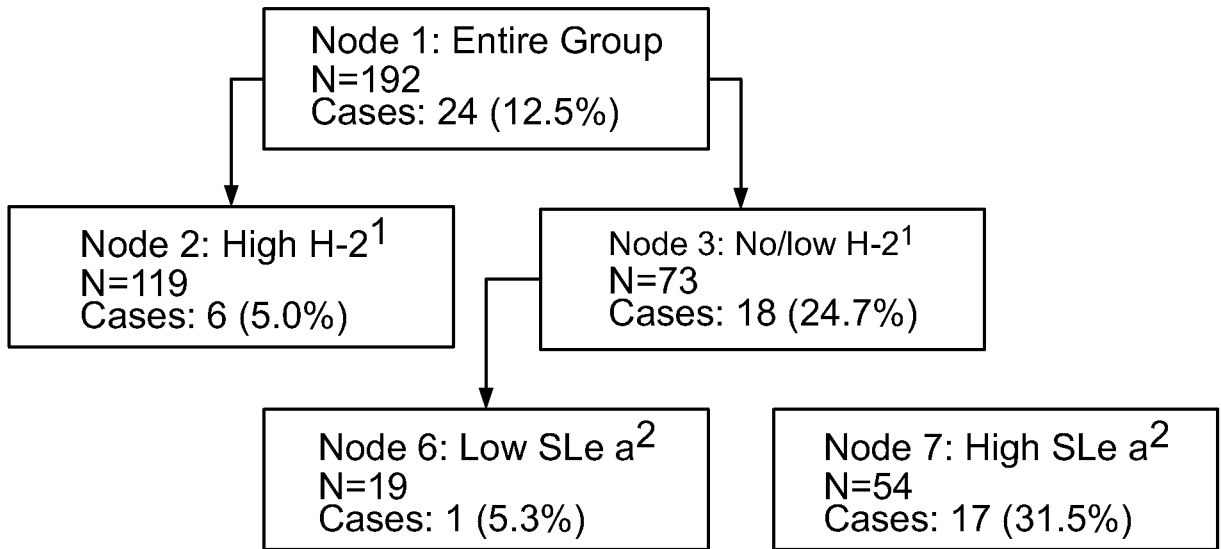 Node 1: Entire Group
N=192
Cases: 24 (12.5%)
Node 2: High H-2¹
N=119
Cases: 6 (5.0%)
Node 3: No/low H-2¹
N=73
Cases: 18 (24.7%)
Node 6: Low SLe a²
N=19
Cases: 1 (5.3%)
Node 7: High SLe a²
N=54
Cases: 17 (31.5%)